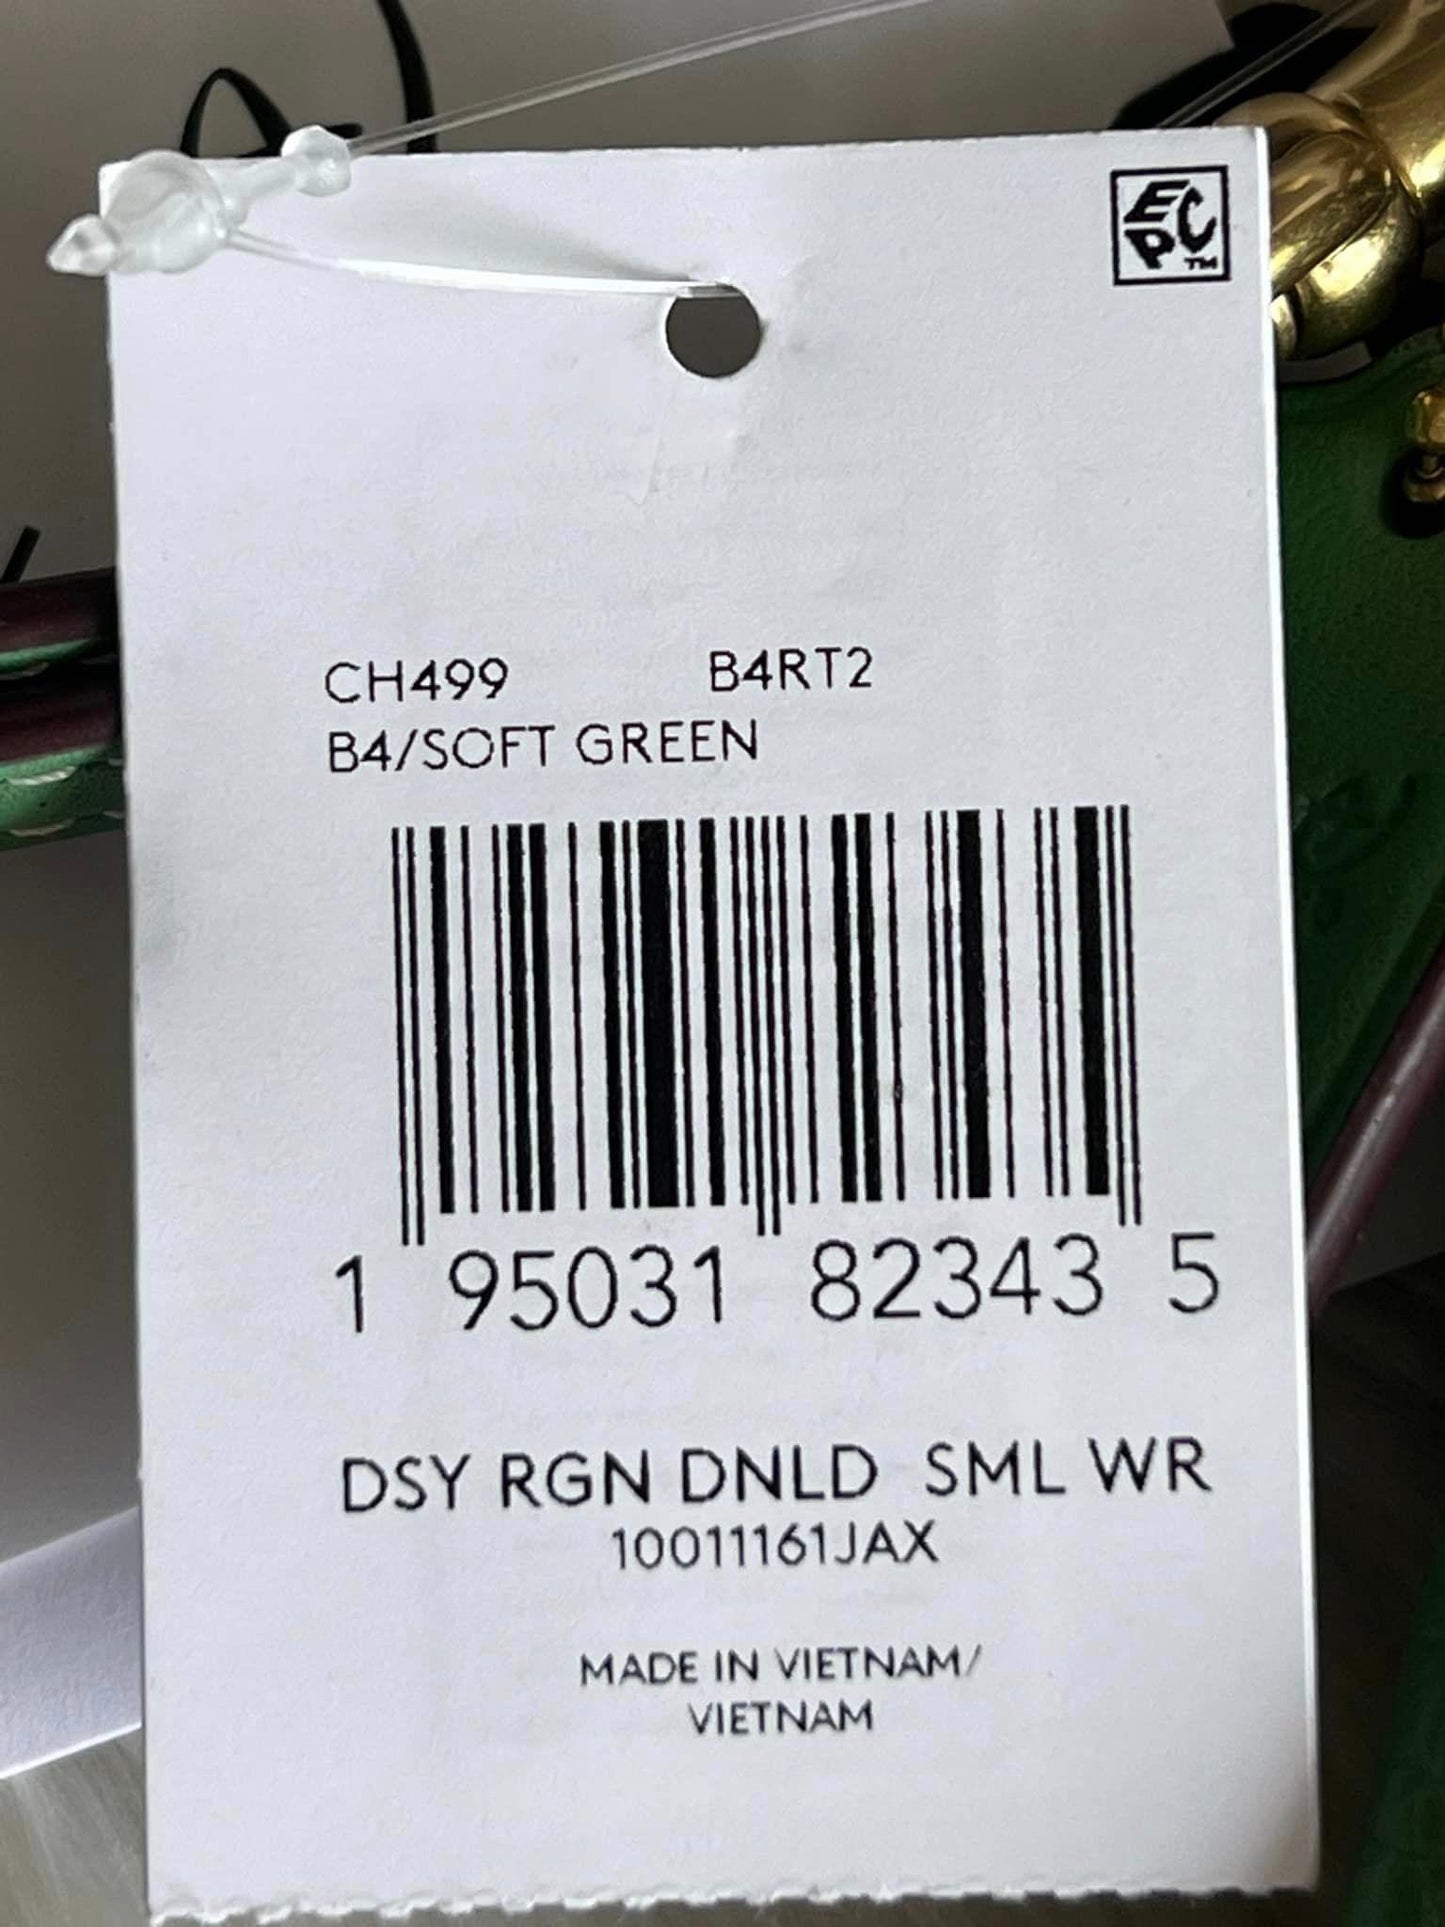 EPC™
CH499 B4RT2
B4/SOFT GREEN
1 95031 82343 5
DSY RGN DNLD SML WR
10011161JAX
MADE IN VIETNAM/
VIETNAM